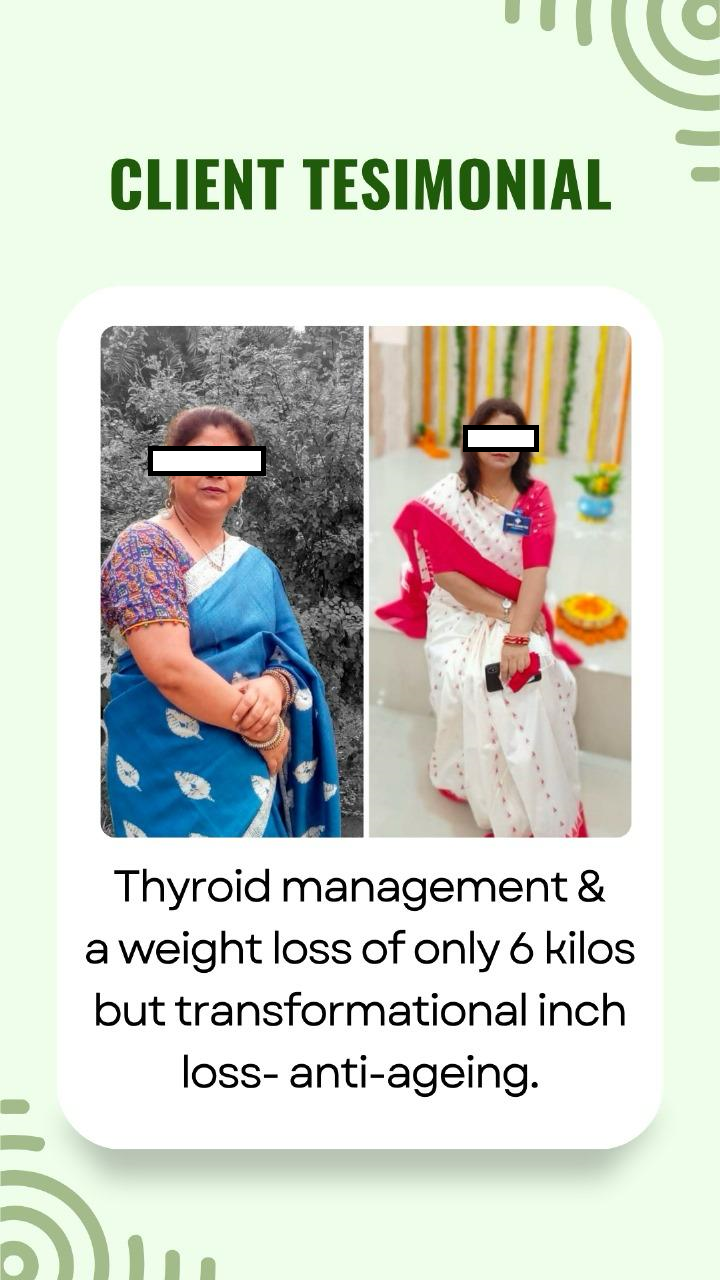 CLIENT TESIMONIAL
Thyroid management &
a weight loss of only 6 kilos
but transformational inch
loss- anti-ageing.